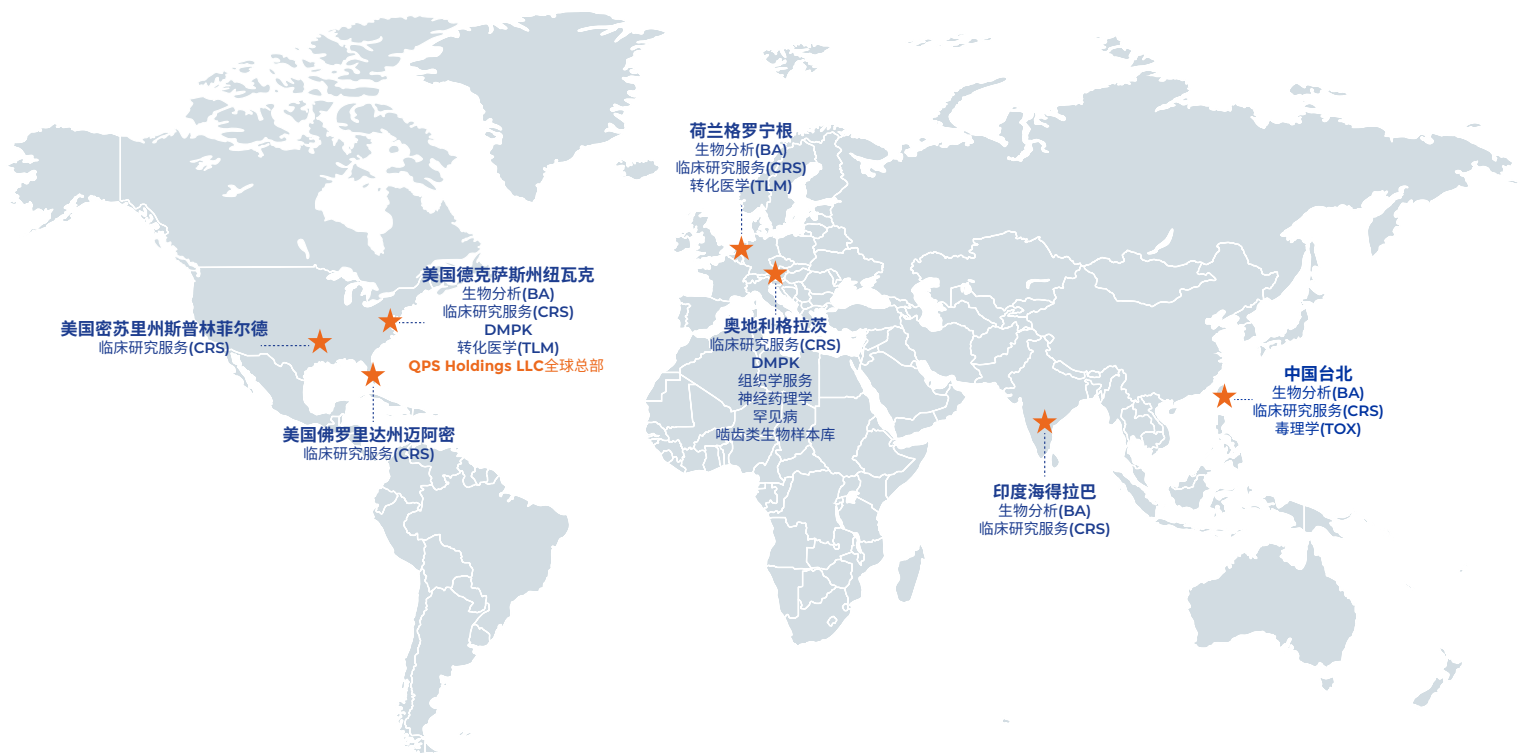 荷兰格罗宁根
生物分析(BA)
临床研究服务(CRS)
转化医学(TLM)
美国德克萨斯州纽瓦克
生物分析(BA)
临床研究服务(CRS)
DMPK
转化医学(TLM)
QPS Holdings LLC全球总部
美国密苏里州斯普林菲尔德
临床研究服务(CRS)
美国佛罗里达州迈阿密
临床研究服务(CRS)
奥地利格拉茨
临床研究服务(CRS)
DMPK
组织学服务
神经药理学
罕见病
啮齿类生物样本库
中国台北
生物分析(BA)
临床研究服务(CRS)
毒理学(TOX)
印度海得拉巴
生物分析(BA)
临床研究服务(CRS)